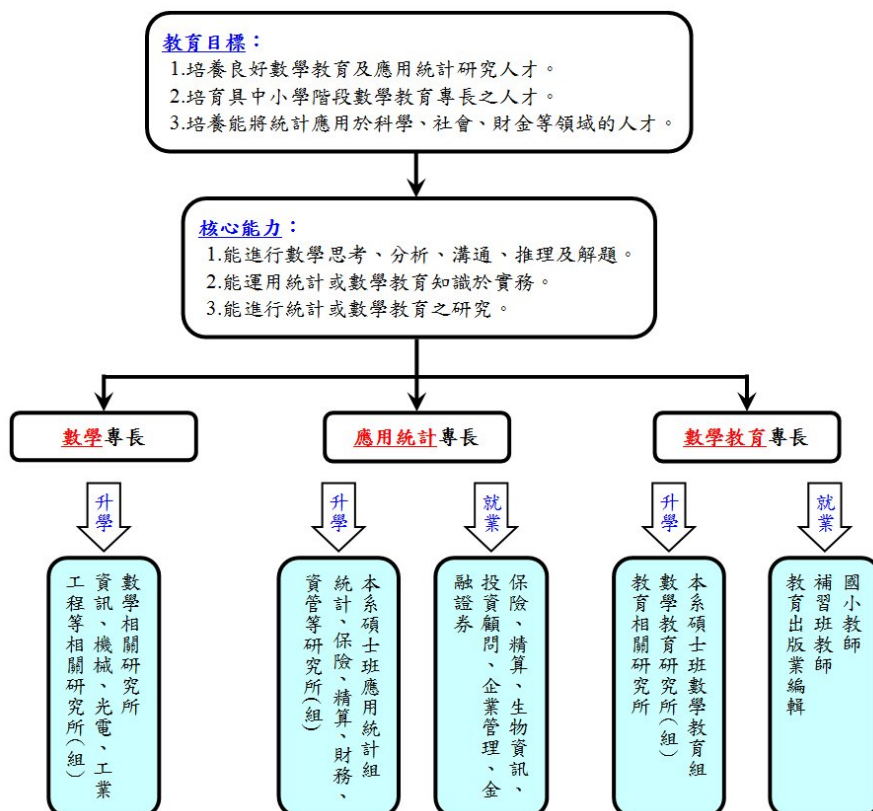 教育目標：
1.培養良好數學教育及應用統計研究人才。
2.培育具中小學階段數學教育專長之人才。
3.培養能將統計應用於科學、社會、財金等領域的人才。
核心能力：
1.能進行數學思考、分析、溝通、推理及解題。
2.能運用統計或數學教育知識於實務。
3.能進行統計或數學教育之研究。
數學專長
應用統計專長
數學教育專長
升學
升學
就業
升學
就業
數學相關研究所
資訊、機械、光電、工業
工程等相關研究所(組)
本系碩士班應用統計組
統計、保險、精算、財務、
資管等研究所(組)
保險、精算、生物資訊、
投資顧問、企業管理、金
融證券
本系碩士班數學教育組
數學教育研究所(組)
教育相關研究所
國小教師
補習班教師
教育出版業編輯